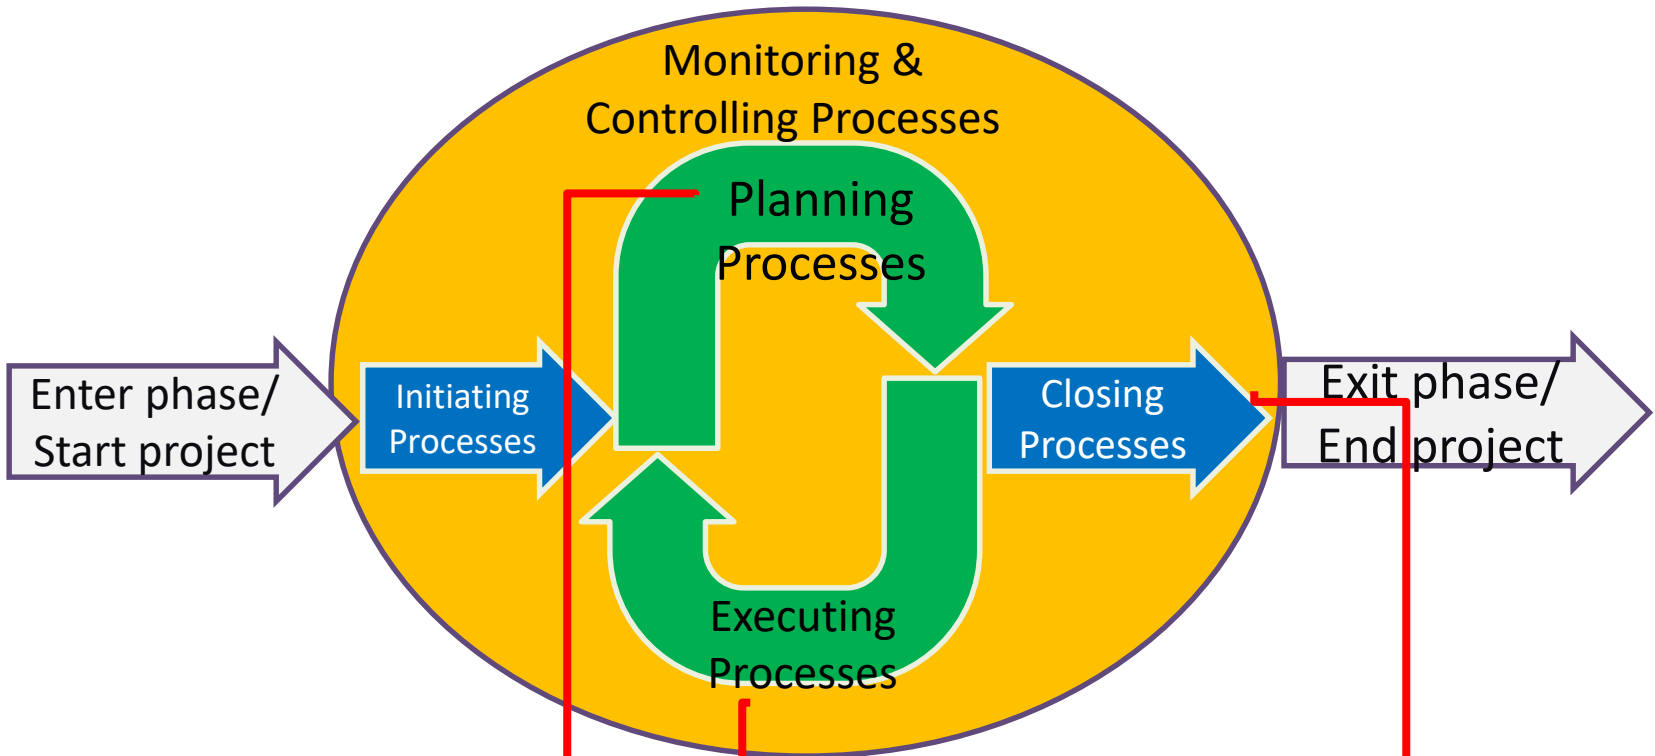 Monitoring &
Controlling Processes
Planning
Processes
Enter phase/
Start project
Initiating
Processes
Closing
Processes
Exit phase/
End project
Executing
Processes